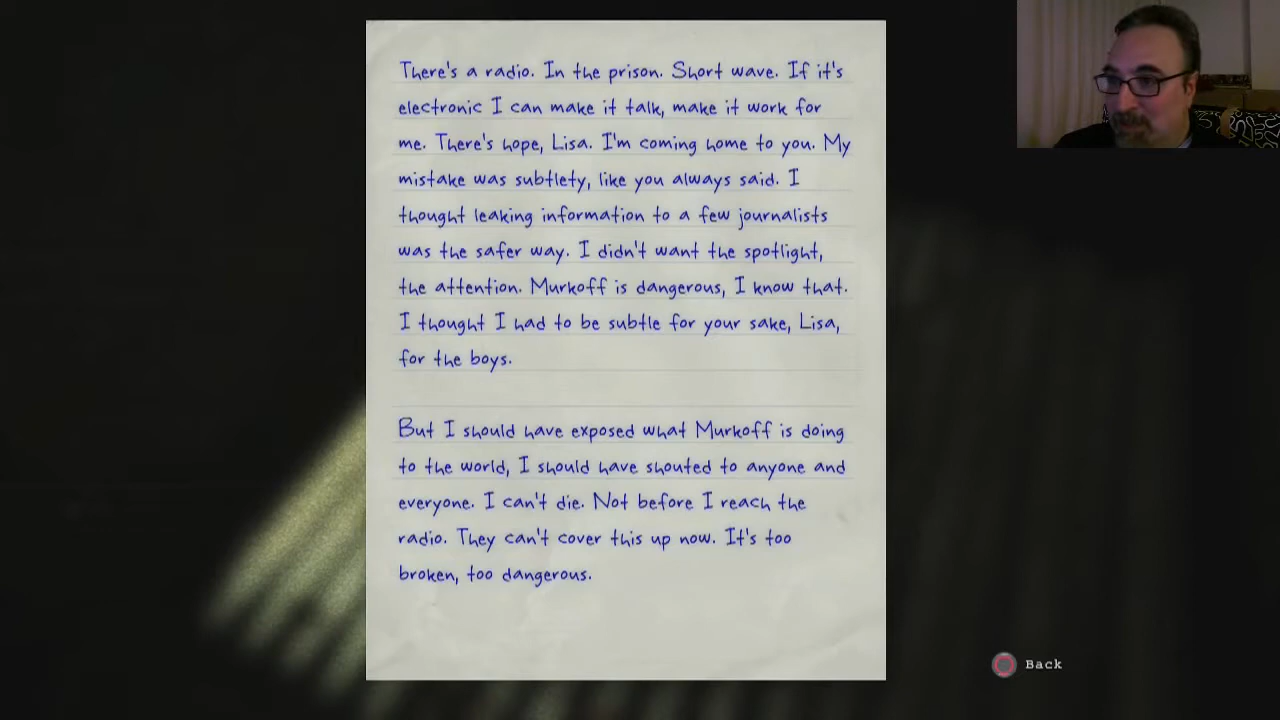 There's a radio. In the prison. Short wave. If it's
electronic I can make it talk, make it work for
me. There's hope, Lisa. I'm coming home to you. My
mistake was subtlety, like you always said. I
thought leaking information to a few journalists
was the safer way. I didn't want the spotlight,
the attention. Murkoff is dangerous, I know that.
I thought I had to be subtle for your sake, Lisa,
for the boys.
But I should have exposed what Murkoff is doing
to the world, I should have shouted to anyone and
everyone. I can't die. Not before I reach the
radio. They can't cover this up now. It's too
broken, too dangerous.
Back